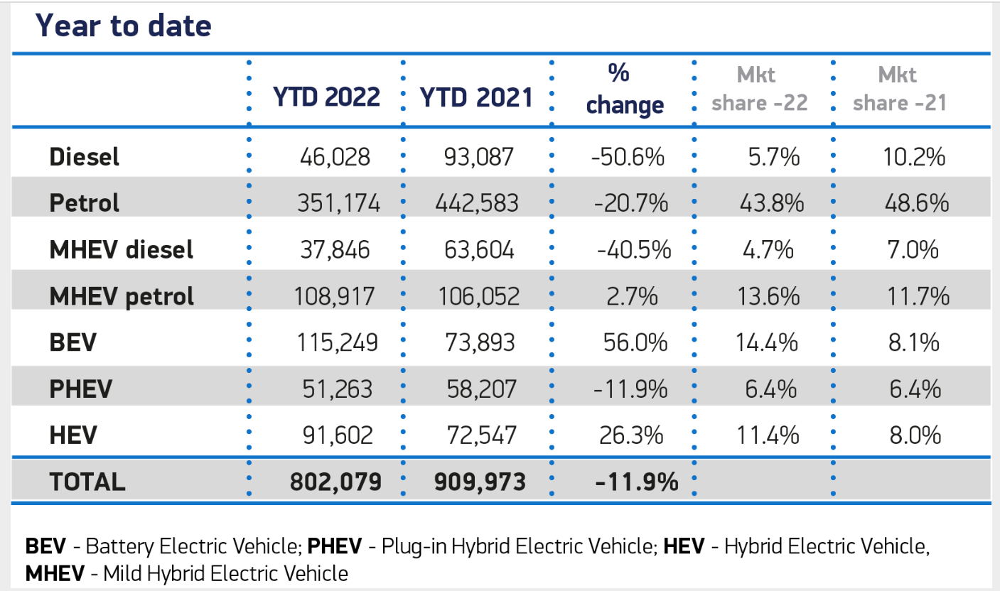 Year to date
YTD 2022 YTD 2021 % change Mkt share -22 Mkt share -21
Diesel 46,028 93,087 -50.6% 5.7% 10.2%
Petrol 351,174 442,583 -20.7% 43.8% 48.6%
MHEV diesel 37,846 63,604 -40.5% 4.7% 7.0%
MHEV petrol 108,917 106,052 2.7% 13.6% 11.7%
BEV 115,249 73,893 56.0% 14.4% 8.1%
PHEV 51,263 58,207 -11.9% 6.4% 6.4%
HEV 91,602 72,547 26.3% 11.4% 8.0%
TOTAL 802,079 909,973 -11.9%
BEV - Battery Electric Vehicle; PHEV - Plug-in Hybrid Electric Vehicle; HEV - Hybrid Electric Vehicle,
MHEV - Mild Hybrid Electric Vehicle